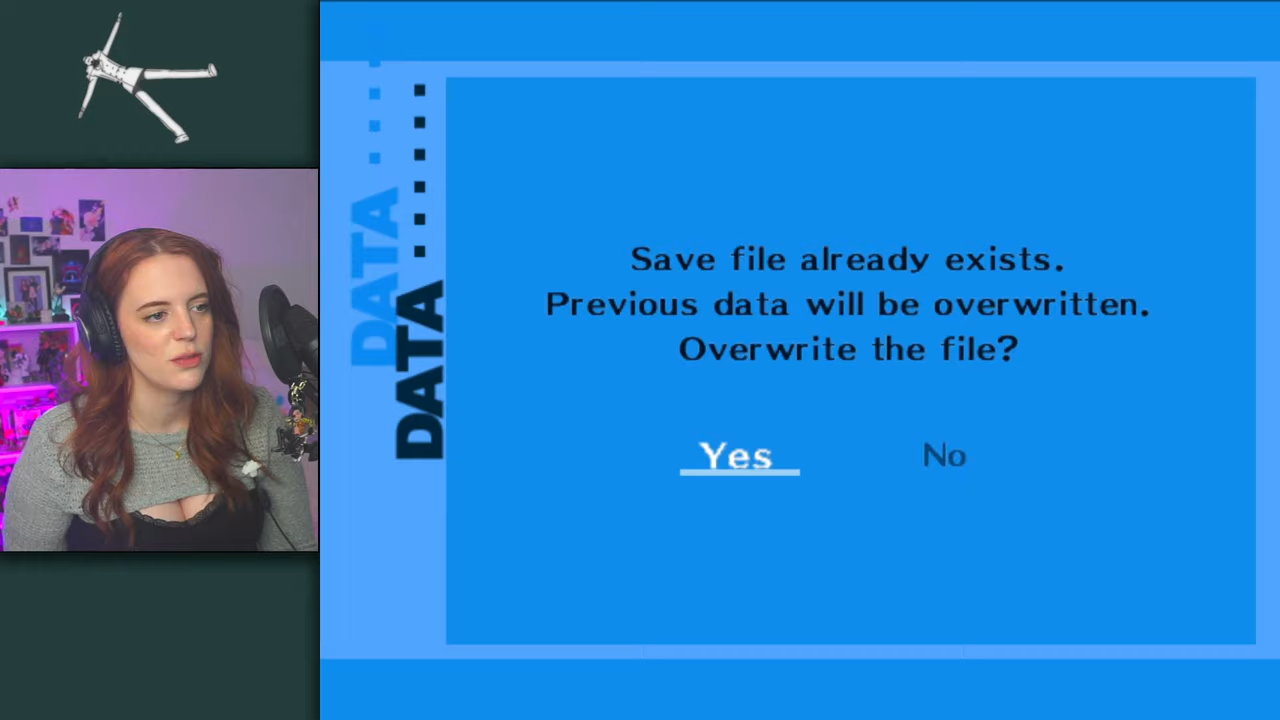 DATA
DATA
Save file already exists.
Previous data will be overwritten.
Overwrite the file?
Yes
No